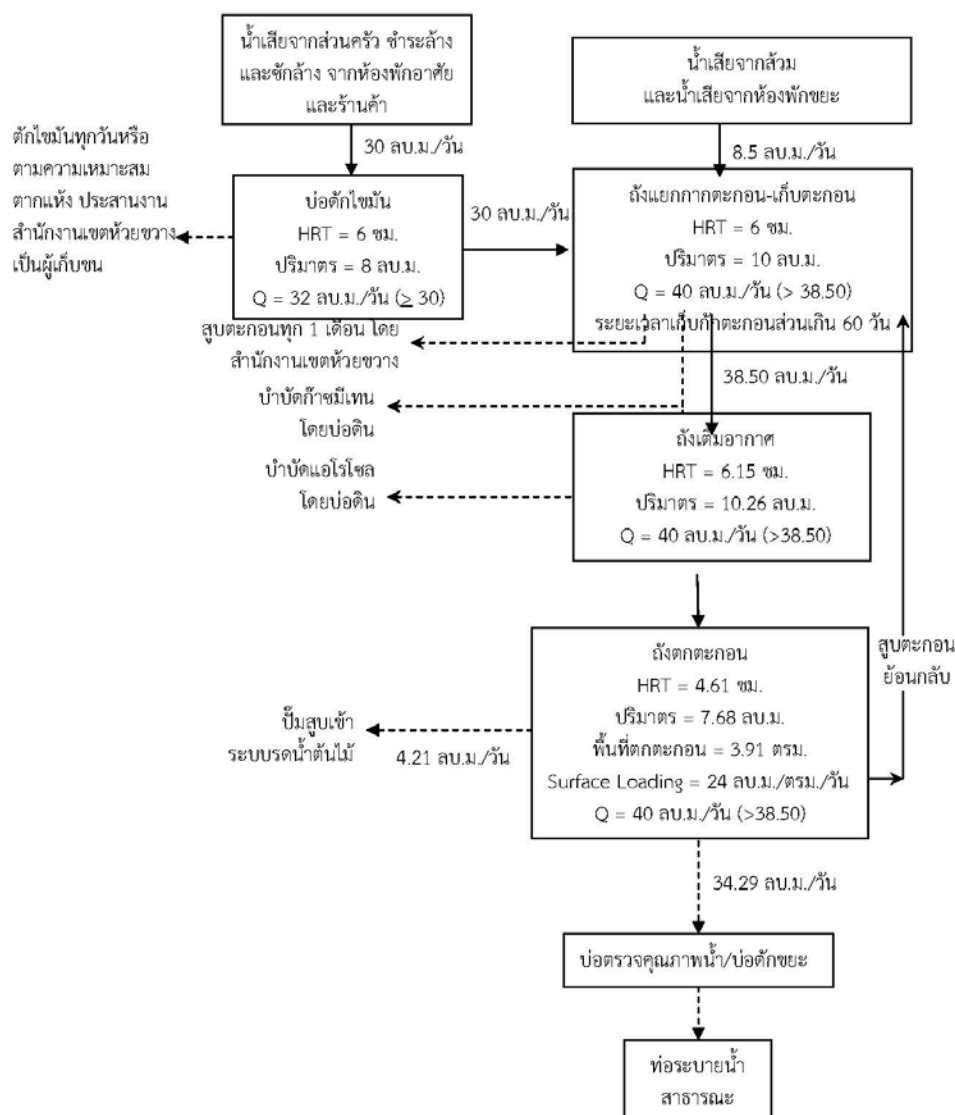 น้ำเสียจากส่วนครัว ชำระล้าง
และซักล้าง จากห้องพักอาศัย
และร้านค้า
น้ำเสียจากส้วม
และน้ำเสียจากห้องพักขยะ
30 ลบ.ม./วัน
8.5 ลบ.ม./วัน
ตักไขมันทุกวันหรือ
ตามความเหมาะสม
ตากแห้ง ประสานงาน
สำนักงานเขตห้วยขวาง
เป็นผู้เก็บขน
บ่อดักไขมัน
HRT = 6 ชม.
ปริมาตร = 8 ลบ.ม.
Q = 32 ลบ.ม./วัน (≥ 30)
30 ลบ.ม./วัน
ถังแยกกากตะกอน-เก็บตะกอน
HRT = 6 ชม.
ปริมาตร = 10 ลบ.ม.
Q = 40 ลบ.ม./วัน (> 38.50)
ระยะเวลาเก็บกักตะกอนส่วนเกิน 60 วัน
สูบตะกอนทุก 1 เดือน โดย
สำนักงานเขตห้วยขวาง
38.50 ลบ.ม./วัน
บำบัดก๊าซมีเทน
โดยบ่อดิน
บำบัดแอโรโซล
โดยบ่อดิน
ถังเติมอากาศ
HRT = 6.15 ชม.
ปริมาตร = 10.26 ลบ.ม.
Q = 40 ลบ.ม./วัน (>38.50)
สูบตะกอน
ย้อนกลับ
ถังตกตะกอน
HRT = 4.61 ชม.
ปริมาตร = 7.68 ลบ.ม.
พื้นที่ตกตะกอน = 3.91 ตรม.
Surface Loading = 24 ลบ.ม./ตรม./วัน
Q = 40 ลบ.ม./วัน (>38.50)
ปั๊มสูบเข้า
ระบบรดน้ำต้นไม้
4.21 ลบ.ม./วัน
34.29 ลบ.ม./วัน
บ่อตรวจคุณภาพน้ำ/บ่อดักขยะ
ท่อระบายน้ำ
สาธารณะ